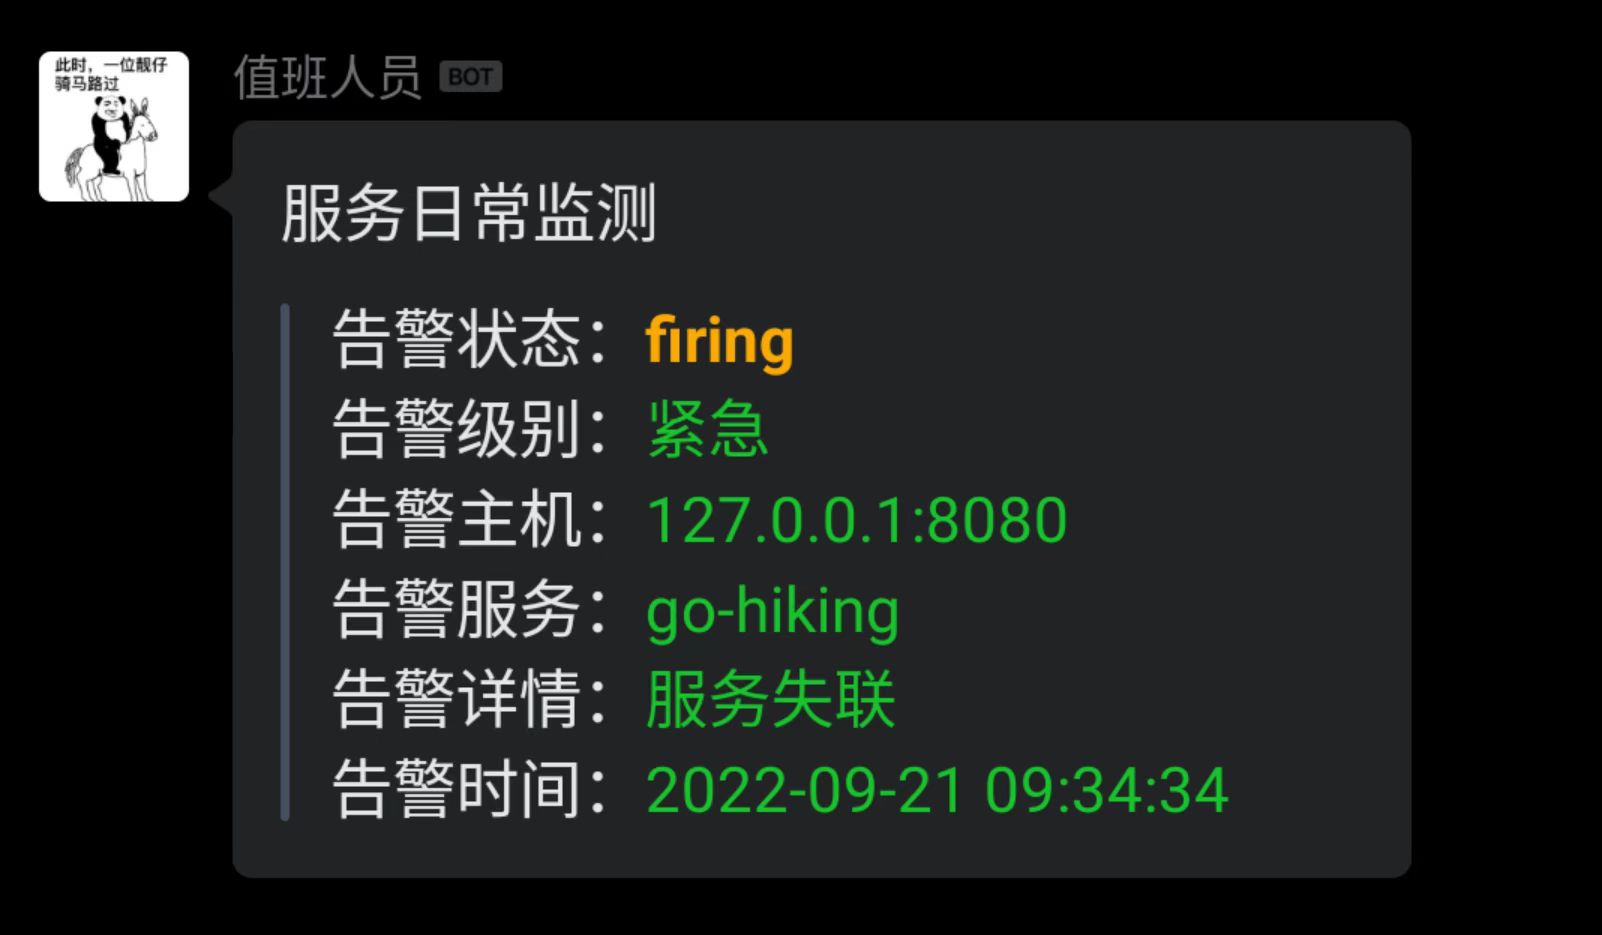 此时，一位靓仔
骑马路过
值班人员 BOT
服务日常监测
告警状态：firing
告警级别：紧急
告警主机：127.0.0.1:8080
告警服务：go-hiking
告警详情：服务失联
告警时间：2022-09-21 09:34:34